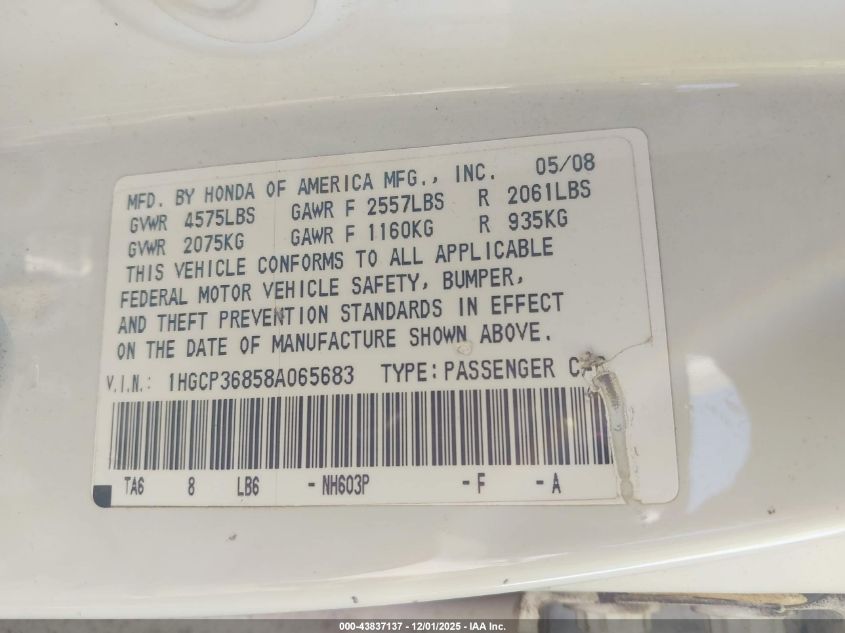 MFD. BY HONDA OF AMERICA MFG., INC. 05/08
GVWR 4575LBS GAWR F 2557LBS R 2061LBS
GVWR 2075KG GAWR F 1160KG R 935KG
THIS VEHICLE CONFORMS TO ALL APPLICABLE
FEDERAL MOTOR VEHICLE SAFETY, BUMPER,
AND THEFT PREVENTION STANDARDS IN EFFECT
ON THE DATE OF MANUFACTURE SHOWN ABOVE.
V.I.N.: 1HGCP36858A065683 TYPE: PASSENGER
TA6 8 LB6 - NH603P - F - A
000-43837137 - 12/01/2025 - IAA Inc.